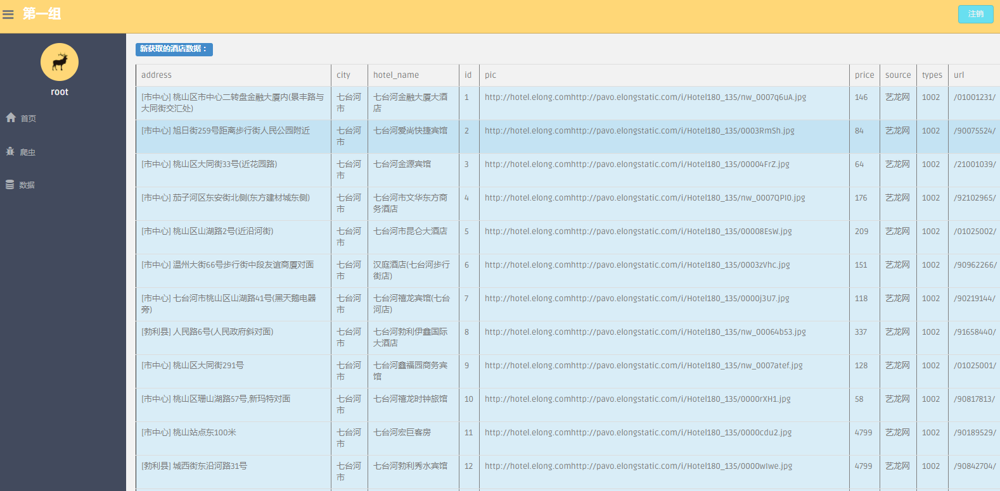 第一组
注销
root
首页
爬虫
数据
新获取的酒店数据：
address city hotel_name id pic price source types url
[市中心] 桃山区市中心二转盘金融大厦内(景丰路与 七台河 七台河金融大厦大酒 1 http://hotel.elong.comhttp://pavo.elongstatic.com/i/Hotel180_135/nw_0007q6uA.jpg 146 艺龙网 1002 /01001231/
大同街交汇处) 市 店
[市中心] 旭日街259号距离步行街人民公园附近 七台河 七台河爱尚快捷宾馆 2 http://hotel.elong.comhttp://pavo.elongstatic.com/i/Hotel180_135/0003RmSh.jpg 84 艺龙网 1002 /90075524/
市
[市中心] 桃山区大同街33号(近花园路) 七台河 七台河金源宾馆 3 http://hotel.elong.comhttp://pavo.elongstatic.com/i/Hotel180_135/00004FrZ.jpg 64 艺龙网 1002 /21001039/
市
[市中心] 茄子河区东安街北侧(东方建材城东侧) 七台河 七台河市文华东方商 4 http://hotel.elong.comhttp://pavo.elongstatic.com/i/Hotel180_135/nw_0007QPI0.jpg 176 艺龙网 1002 /92102965/
市 务酒店
[市中心] 桃山区山湖路2号(近沿河街) 七台河 七台河市昆仑大酒店 5 http://hotel.elong.comhttp://pavo.elongstatic.com/i/Hotel180_135/00008EsW.jpg 209 艺龙网 1002 /01025002/
市
[市中心] 温州大街66号步行街中段友谊商厦对面 七台河 汉庭酒店(七台河步行 6 http://hotel.elong.comhttp://pavo.elongstatic.com/i/Hotel180_135/0003zVhc.jpg 151 艺龙网 1002 /90962266/
市 街店)
[市中心] 七台河市桃山区山湖路41号(黑天鹅电器 七台河 七台河禧龙宾馆(七台 7 http://hotel.elong.comhttp://pavo.elongstatic.com/i/Hotel180_135/0000j3U7.jpg 118 艺龙网 1002 /90219144/
旁) 市 河店)
[勃利县] 人民路6号(人民政府斜对面) 七台河 七台河勃利伊鑫国际 8 http://hotel.elong.comhttp://pavo.elongstatic.com/i/Hotel180_135/nw_00064b53.jpg 337 艺龙网 1002 /91658440/
市 大酒店
[市中心] 桃山区大同街291号 七台河 七台河鑫福园商务宾 9 http://hotel.elong.comhttp://pavo.elongstatic.com/i/Hotel180_135/nw_0007atef.jpg 128 艺龙网 1002 /01025001/
市 馆
[市中心] 桃山区珊山湖路57号,新玛特对面 七台河 七台河禧龙时钟旅馆 10 http://hotel.elong.comhttp://pavo.elongstatic.com/i/Hotel180_135/0000rXH1.jpg 58 艺龙网 1002 /90817813/
市
[市中心] 桃山站点东100米 七台河 七台河宏巨客房 11 http://hotel.elong.comhttp://pavo.elongstatic.com/i/Hotel180_135/0000cdu2.jpg 4799 艺龙网 1002 /90189529/
市
[勃利县] 城西街东沿河路31号 七台河 七台河勃利秀水宾馆 12 http://hotel.elong.comhttp://pavo.elongstatic.com/i/Hotel180_135/0000wIwe.jpg 4799 艺龙网 1002 /90842704/
市